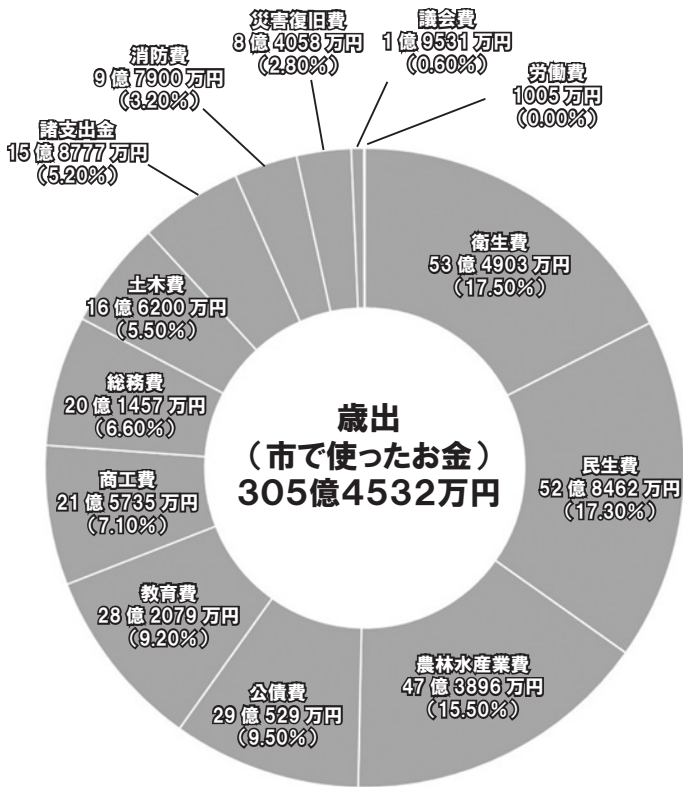 災害復旧費
8億4058万円
(2.80%)
議会費
1億9531万円
(0.60%)
労働費
1005万円
(0.00%)
消防費
9億7900万円
(3.20%)
諸支出金
15億8777万円
(5.20%)
衛生費
53億4903万円
(17.50%)
土木費
16億6200万円
(5.50%)
総務費
20億1457万円
(6.60%)
歳出
(市で使ったお金)
305億4532万円
民生費
52億8462万円
(17.30%)
商工費
21億5735万円
(7.10%)
教育費
28億2079万円
(9.20%)
農林水産業費
47億3896万円
(15.50%)
公債費
29億529万円
(9.50%)